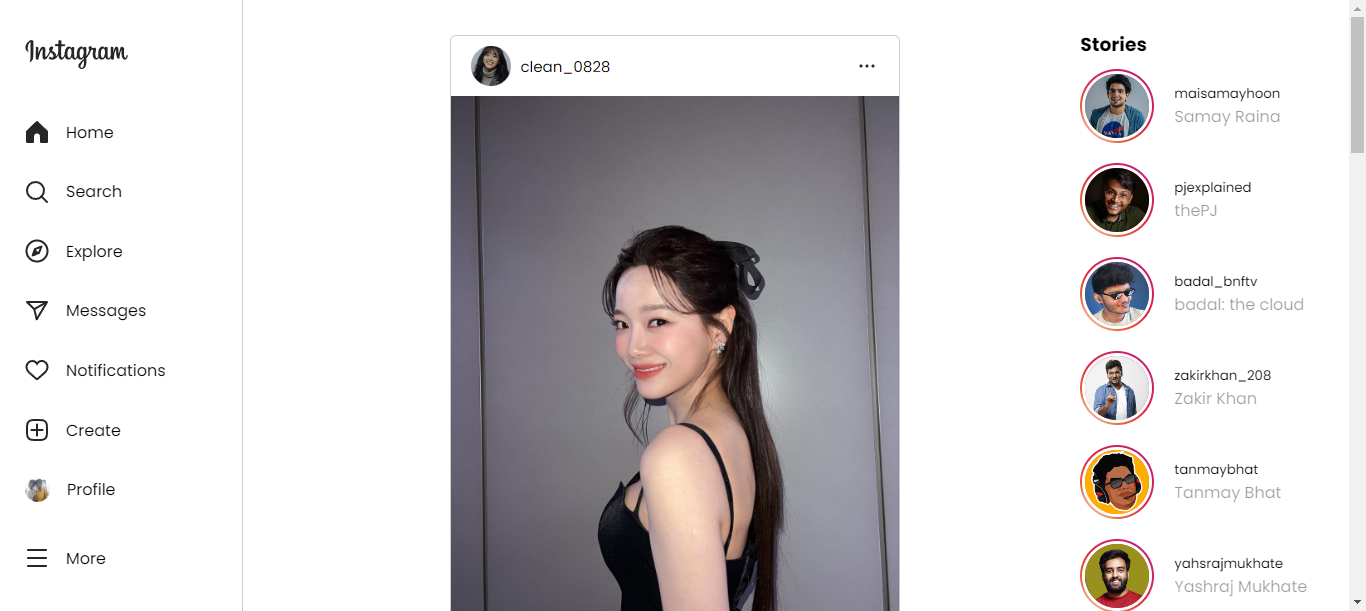 Instagram
Home
Search
Explore
Messages
Notifications
Create
Profile
More
clean_0828
Stories
maisamayhoon
Samay Raina
pjexplained
thePJ
badal_bnftv
badal: the cloud
zakirkhan_208
Zakir Khan
tanmaybhat
Tanmay Bhat
yahsrajmukhate
Yashraj Mukhate